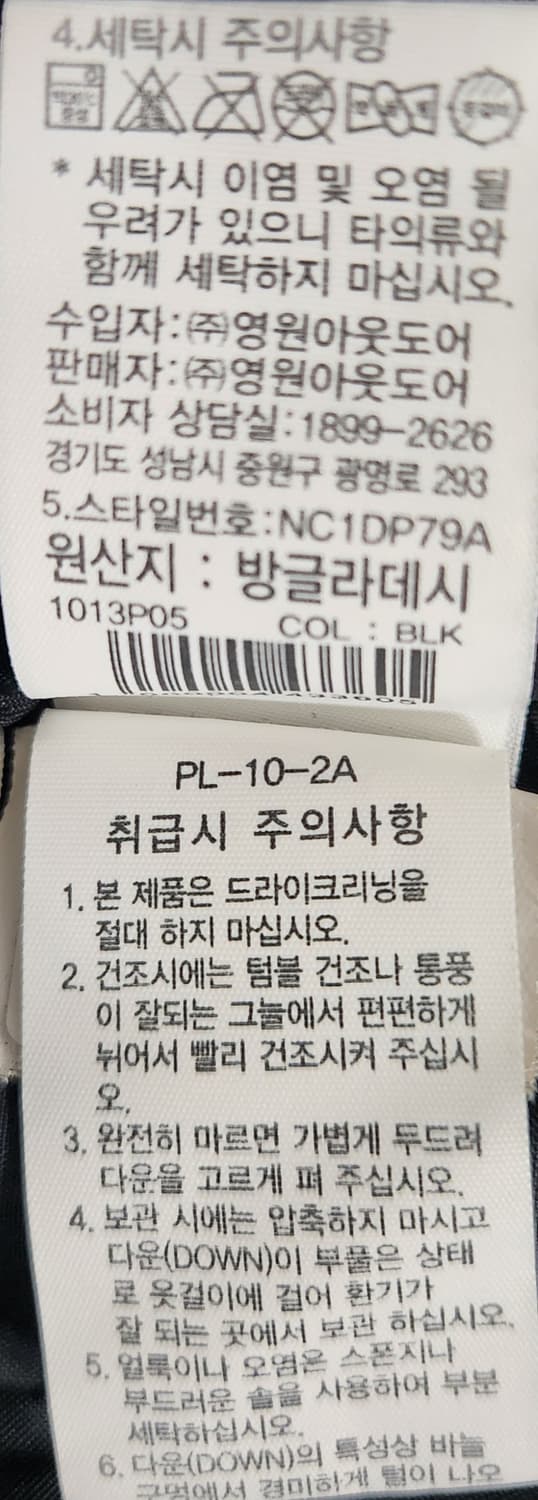 4.세탁시 주의사항
* 세탁시 이염 및 오염 될
우려가 있으니 타의류와
함께 세탁하지 마십시오.
수입자:㈜영원아웃도어
판매자:㈜영원아웃도어
소비자 상담실:1899-2626
경기도 성남시 중원구 광명로 293
5.스타일번호:NC1DP79A
원산지 : 방글라데시
1013P05 COL : BLK
PL-10-2A
취급시 주의사항
1. 본 제품은 드라이크리닝을
절대 하지 마십시오.
2. 건조시에는 텀블 건조나 통풍
이 잘되는 그늘에서 편편하게
뉘어서 빨리 건조시켜 주십시
오.
3. 완전히 마르면 가볍게 두드려
다운을 고르게 펴 주십시오.
4. 보관 시에는 압축하지 마시고
다운(DOWN)이 부풀은 상태
로 옷걸이에 걸어 환기가
잘 되는 곳에서 보관 하십시오.
5. 얼룩이나 오염은 스폰지나
부드러운 솔을 사용하여 부분
세탁하십시오.
6. 다운(DOWN)의 특성상 바늘
구멍에서 경미하게 털이 나오